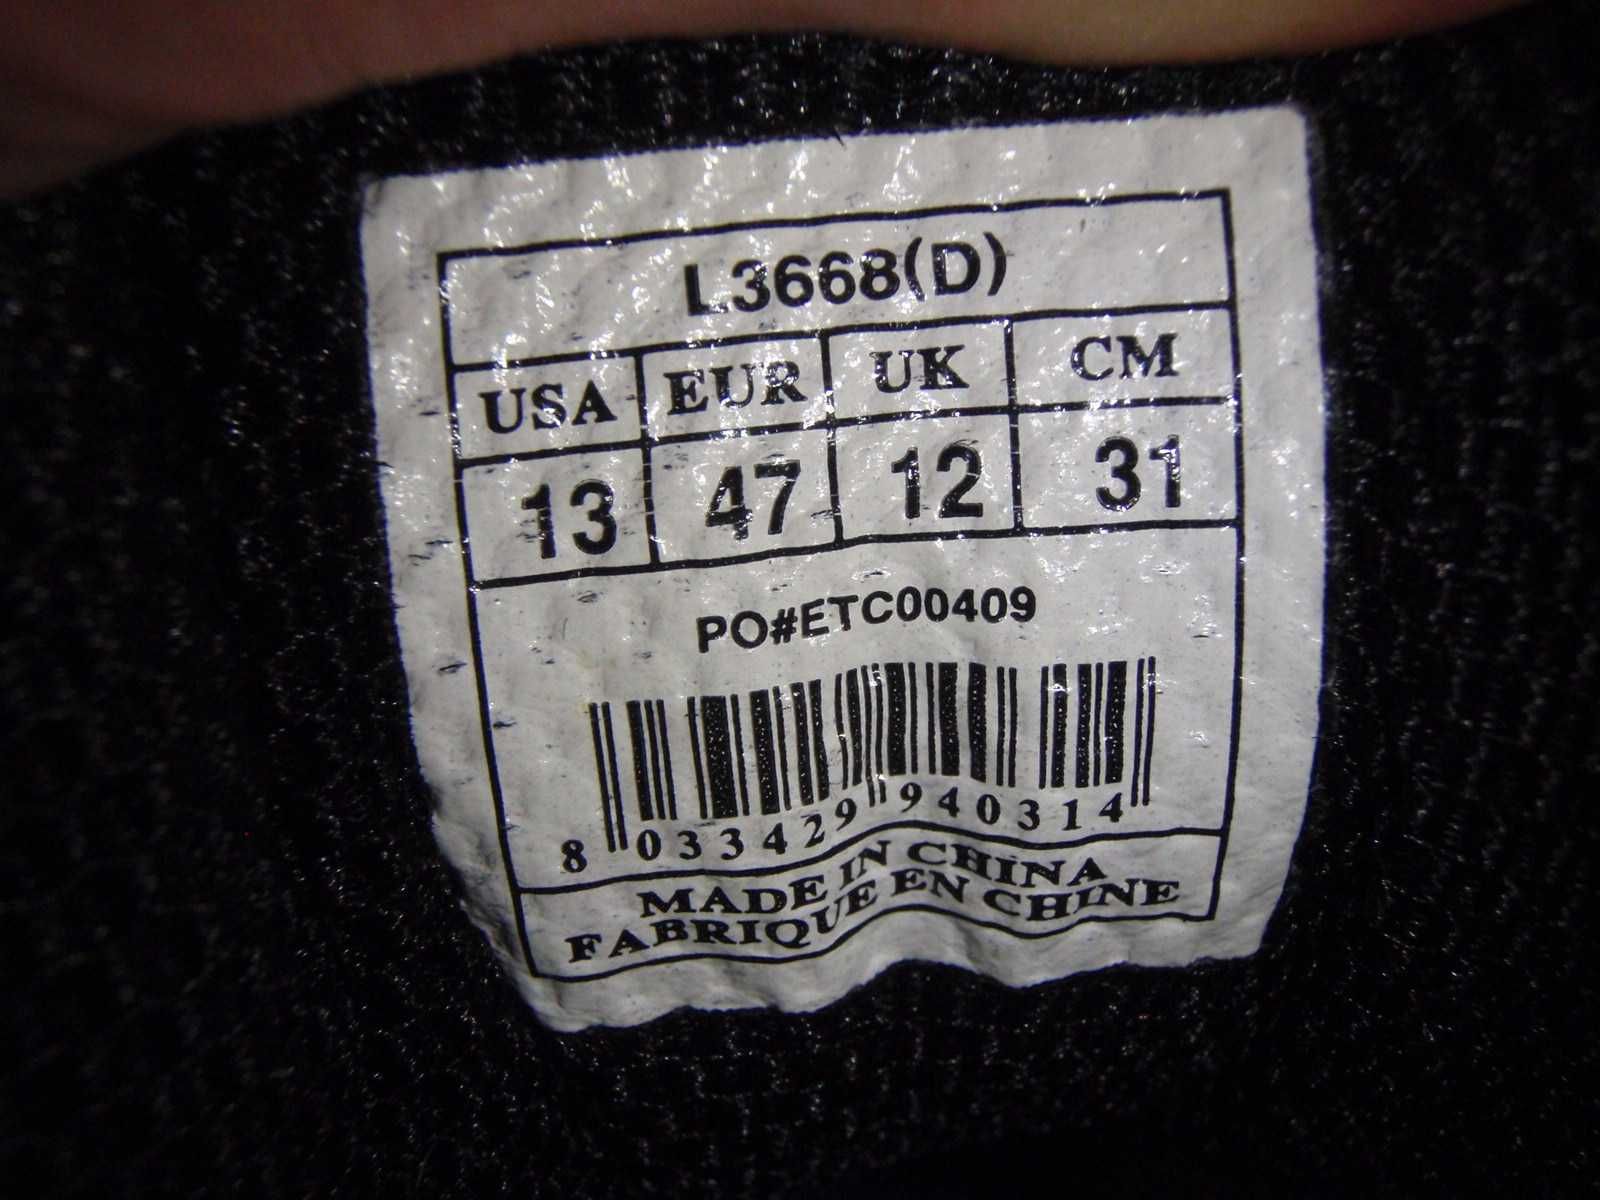 L3668(D)
USA EUR UK CM
13 47 12 31
PO#ETC00409
8 033429 940314
MADE IN CHINA
FABRIQUE EN CHINE